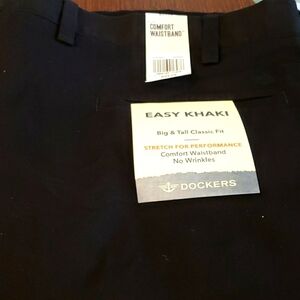 COMFORT
WAISTBAND
EASY KHAKI
Big & Tall Classic Fit
STRETCH FOR PERFORMANCE
Comfort Waistband
No Wrinkles
DOCKERS